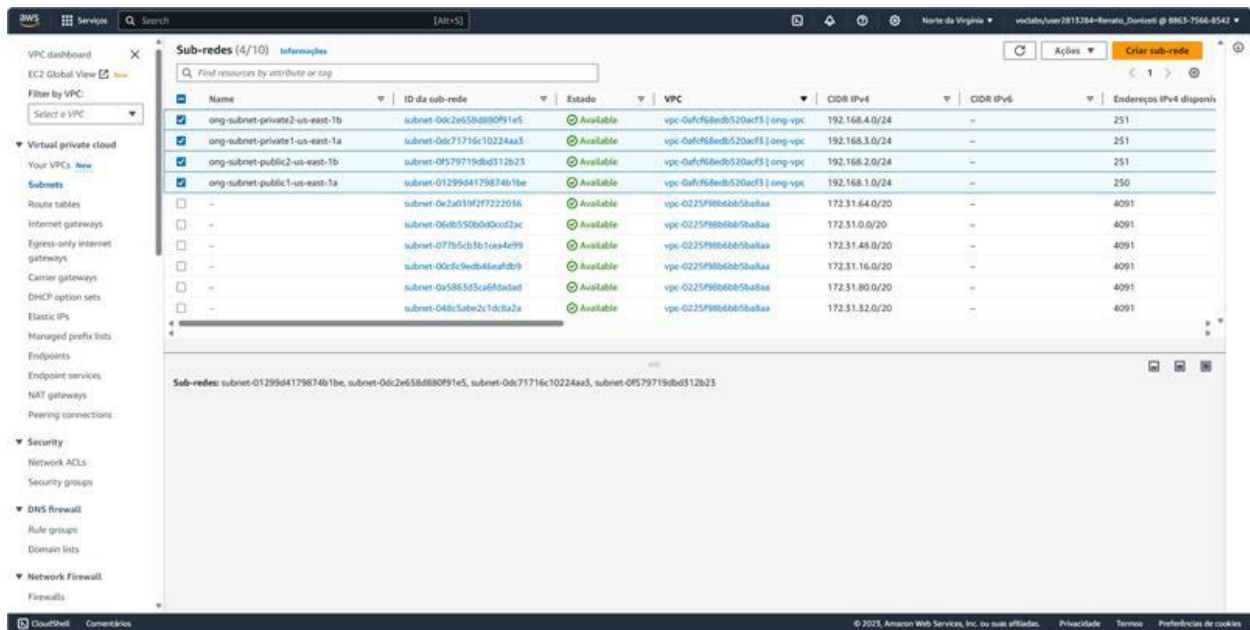 aws Serviços Search [Alt+S] Norte da Virgínia voclabs/user2813284=Renato_Donizeti @ 8863-7566-8542
VPC dashboard
EC2 Global View New
Filter by VPC:
Select a VPC
Virtual private cloud
Your VPCs New
Subnets
Route tables
Internet gateways
Egress-only internet
gateways
Carrier gateways
DHCP option sets
Elastic IPs
Managed prefix lists
Endpoints
Endpoint services
NAT gateways
Peering connections
Security
Network ACLs
Security groups
DNS firewall
Rule groups
Domain lists
Network Firewall
Firewalls
Sub-redes (4/10) Informações Ações Criar sub-rede
Find resources by attribute or tag 1
Name ID da sub-rede Estado VPC CIDR IPv4 CIDR IPv6 Endereços IPv4 disponív
ong-subnet-private2-us-east-1b subnet-0dc2e658d880f91e5 Available vpc-0afcf68edb520acf3 | ong-vpc 192.168.4.0/24 – 251
ong-subnet-private1-us-east-1a subnet-0dc71716c10224aa3 Available vpc-0afcf68edb520acf3 | ong-vpc 192.168.3.0/24 – 251
ong-subnet-public2-us-east-1b subnet-0f579719dbd312b23 Available vpc-0afcf68edb520acf3 | ong-vpc 192.168.2.0/24 – 251
ong-subnet-public1-us-east-1a subnet-01299d4179874b1be Available vpc-0afcf68edb520acf3 | ong-vpc 192.168.1.0/24 – 250
– subnet-0e2a039f2f7222036 Available vpc-0225f98b6bb5ba8aa 172.31.64.0/20 – 4091
– subnet-06db550b0d0ccd2ac Available vpc-0225f98b6bb5ba8aa 172.31.0.0/20 – 4091
– subnet-077b5cb3b1cea4e99 Available vpc-0225f98b6bb5ba8aa 172.31.48.0/20 – 4091
– Available vpc-0225f98b6bb5ba8aa 172.31.16.0/20 – 4091
– subnet-0a5863d3ca6fdadad Available vpc-0225f98b6bb5ba8aa 172.31.80.0/20 – 4091
– subnet-048c5abe2c1dc8a2a Available vpc-0225f98b6bb5ba8aa 172.31.32.0/20 – 4091
Sub-redes: subnet-01299d4179874b1be, subnet-0dc2e658d880f91e5, subnet-0dc71716c10224aa3, subnet-0f579719dbd312b23
CloudShell Comentários © 2023, Amazon Web Services, Inc. ou suas afiliadas. Privacidade Termos Preferências de cookies